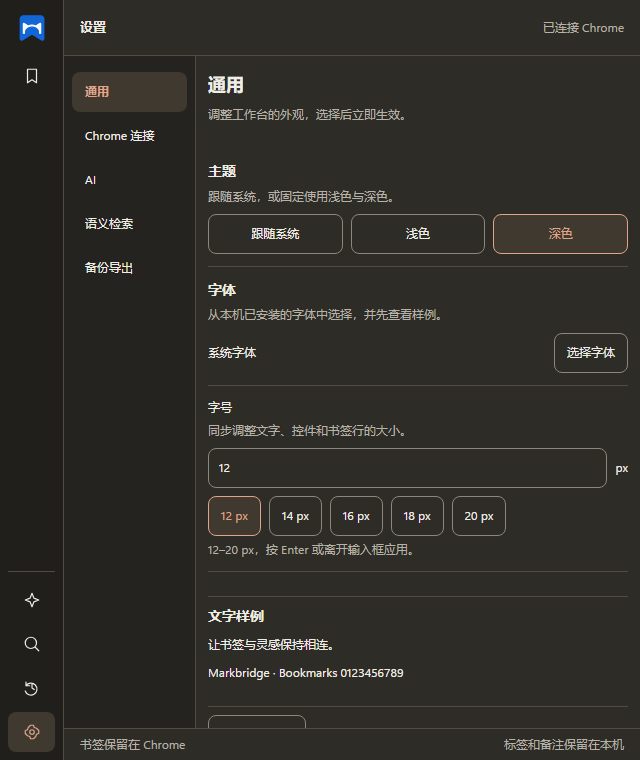 设置
已连接 Chrome
通用
Chrome 连接
AI
语义检索
备份导出
通用
调整工作台的外观，选择后立即生效。
主题
跟随系统，或固定使用浅色与深色。
跟随系统
浅色
深色
字体
从本机已安装的字体中选择，并先查看样例。
系统字体
选择字体
字号
同步调整文字、控件和书签行的大小。
12
px
12 px
14 px
16 px
18 px
20 px
12–20 px，按 Enter 或离开输入框应用。
文字样例
让书签与灵感保持相连。
Markbridge · Bookmarks 0123456789
书签保留在 Chrome
标签和备注保留在本机